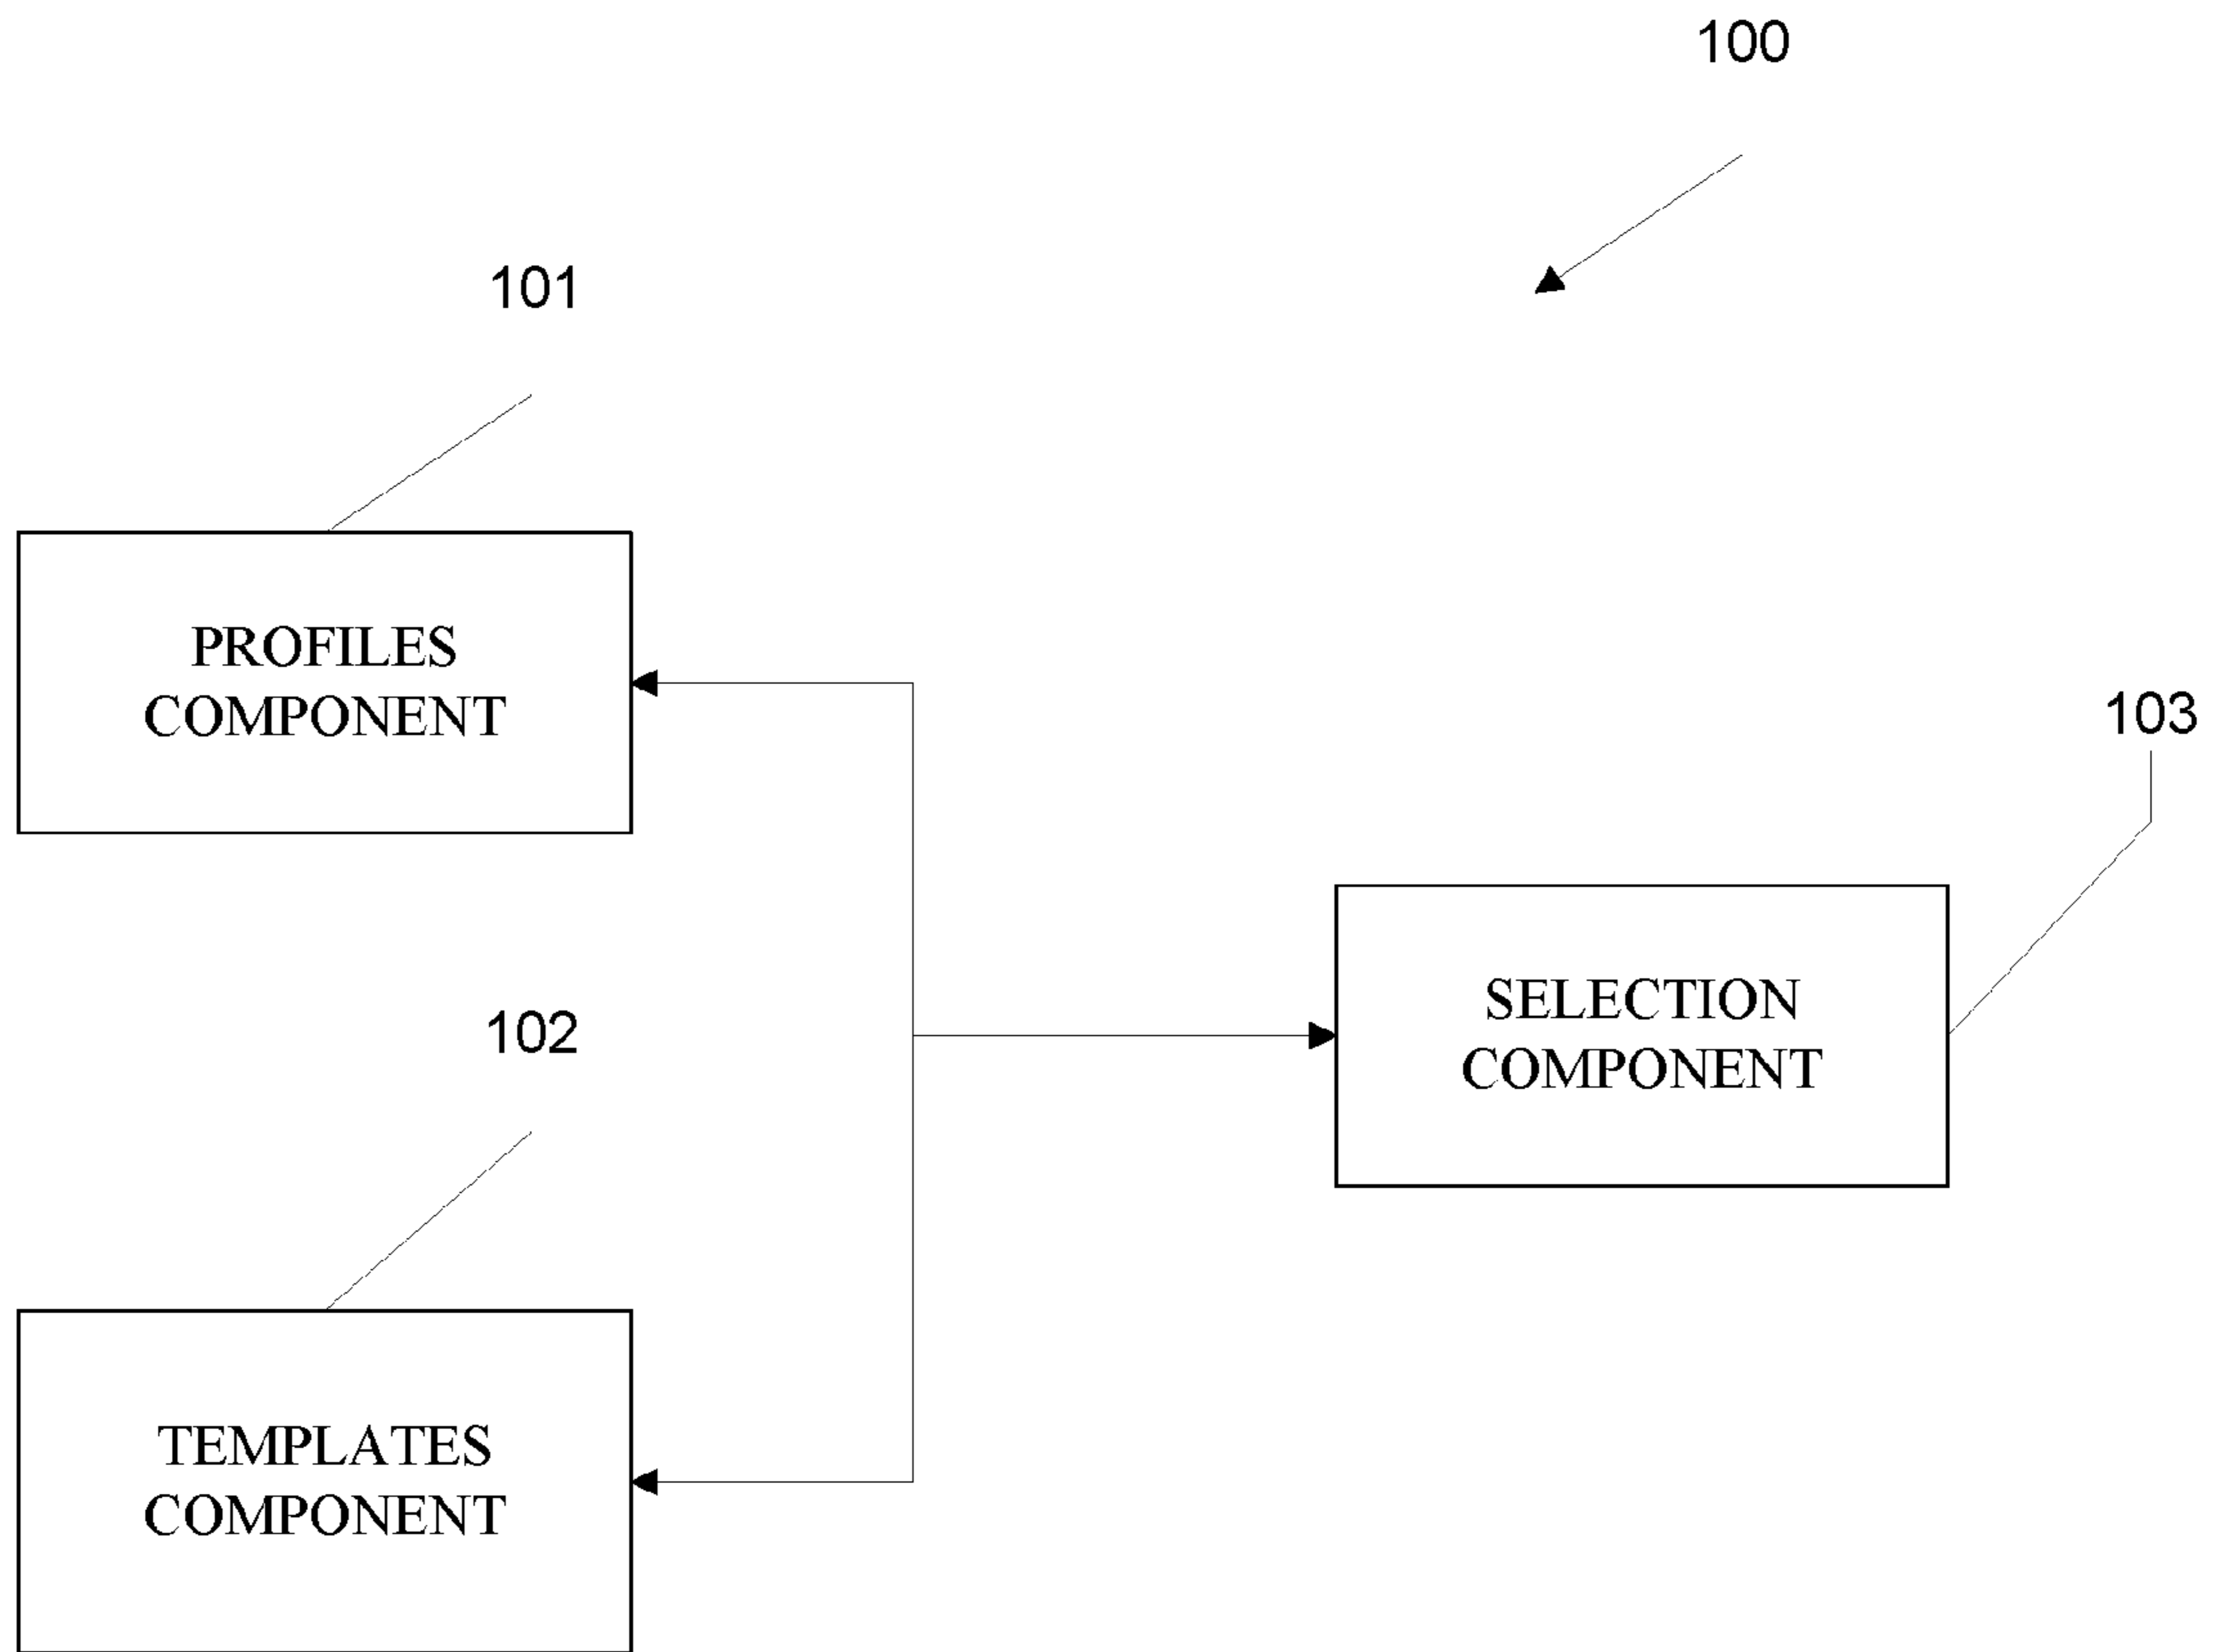 100
101
PROFILES
COMPONENT
103
SELECTION
COMPONENT
102
TEMPLATES
COMPONENT